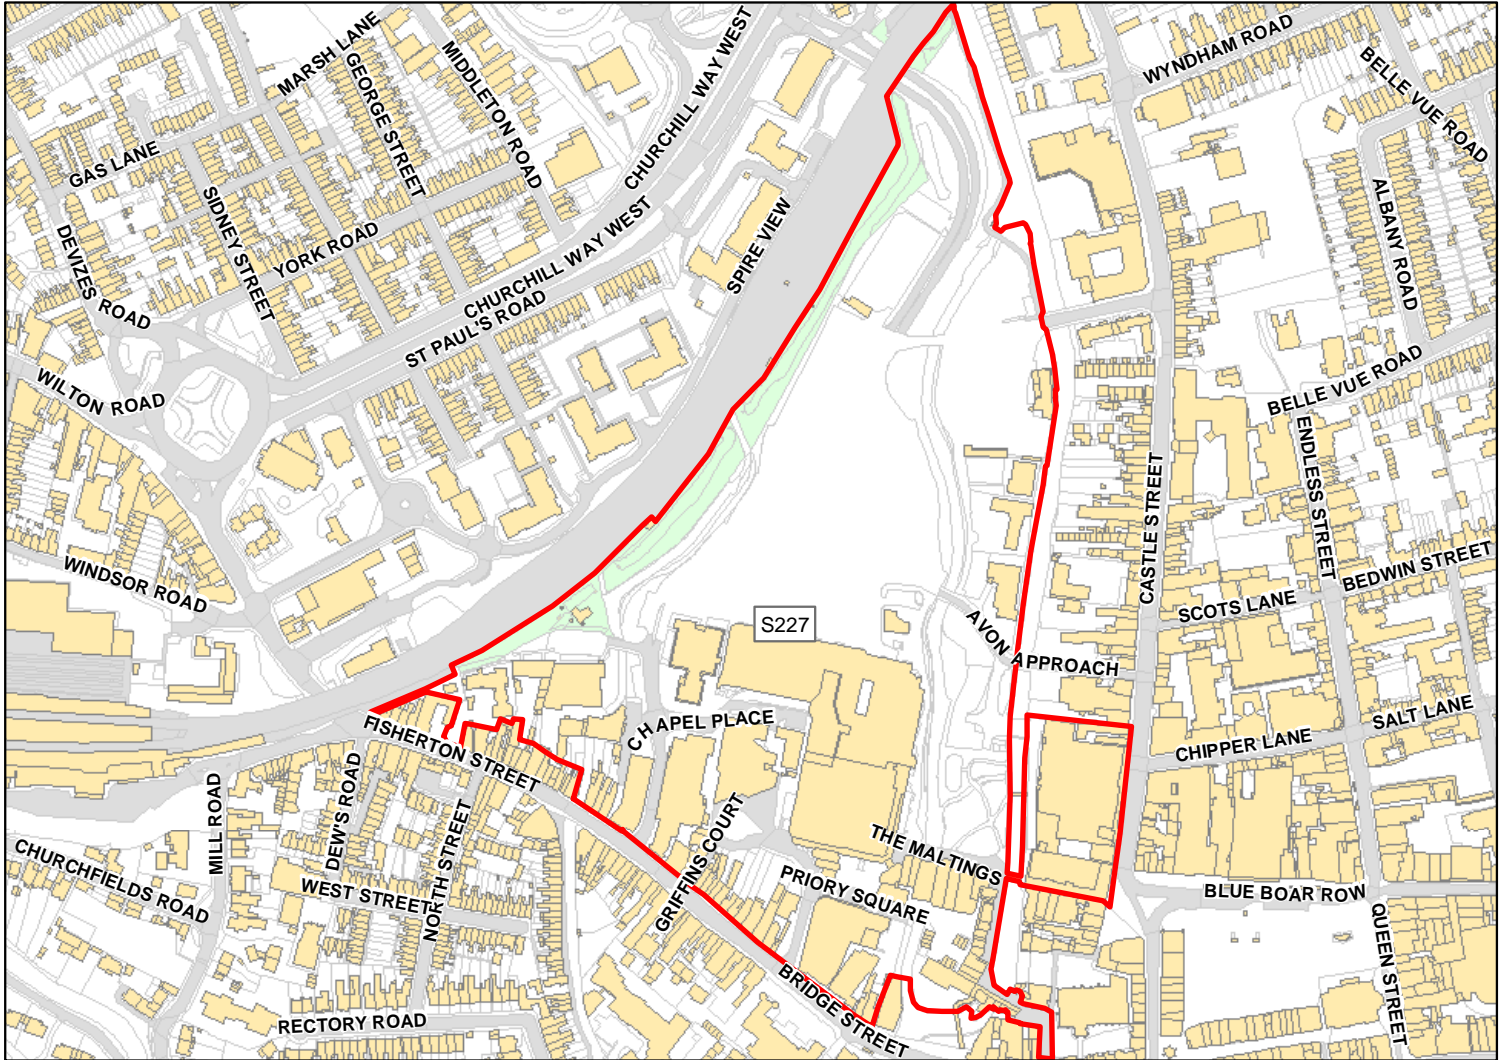 MARSH LANE
GEORGE STREET
MIDDLETON ROAD
CHURCHILL WAY WEST
WYNDHAM ROAD
BELLE VUE ROAD
GAS LANE
SIDNEY STREET
YORK ROAD
DEVIZES ROAD
CHURCHILL WAY WEST
ST PAUL'S ROAD
SPIRE VIEW
ALBANY ROAD
WILTON ROAD
BELLE VUE ROAD
ENDLESS STREET
CASTLE STREET
WINDSOR ROAD
BEDWIN STREET
SCOTS LANE
S227
AVON APPROACH
FISHERTON STREET
CHAPEL PLACE
SALT LANE
CHIPPER LANE
MILL ROAD
DEW'S ROAD
NORTH STREET
WEST STREET
CHURCHFIELDS ROAD
GRIFFINS COURT
THE MALTINGS
PRIORY SQUARE
BLUE BOAR ROW
QUEEN STREET
BRIDGE STREET
RECTORY ROAD